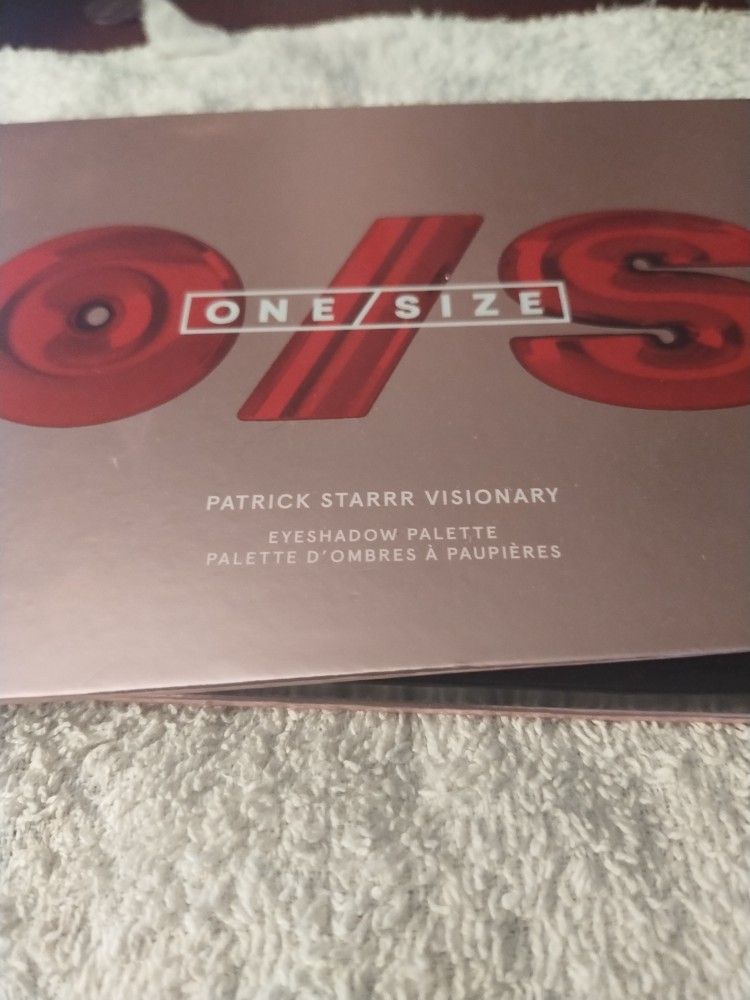 O/S
ONE/SIZE
PATRICK STARRR VISIONARY
EYESHADOW PALETTE
PALETTE D'OMBRES À PAUPIÈRES